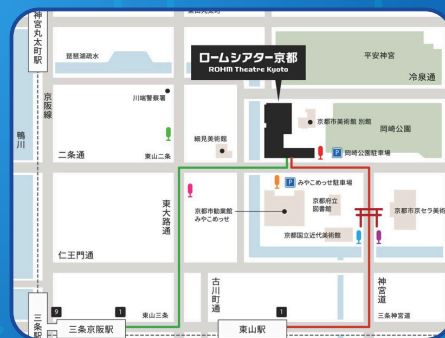 神宮丸太町駅
琵琶湖疏水
ロームシアター京都
ROHM Theatre Kyoto
平安神宮
冷泉通
京阪線
川端警察署
京都市美術館 別館
岡崎公園
鴨川
細見美術館
二条通
東山二条
P 岡崎公園駐車場
P みやこめっせ駐車場
東大路通
京都市勧業館
みやこめっせ
京都府立
図書館
京都市京セラ美術
京都国立近代美術館
仁王門通
古川町通
神宮道
9
1
東山三条
1
三条神宮道
三条駅
三条京阪駅
東山駅